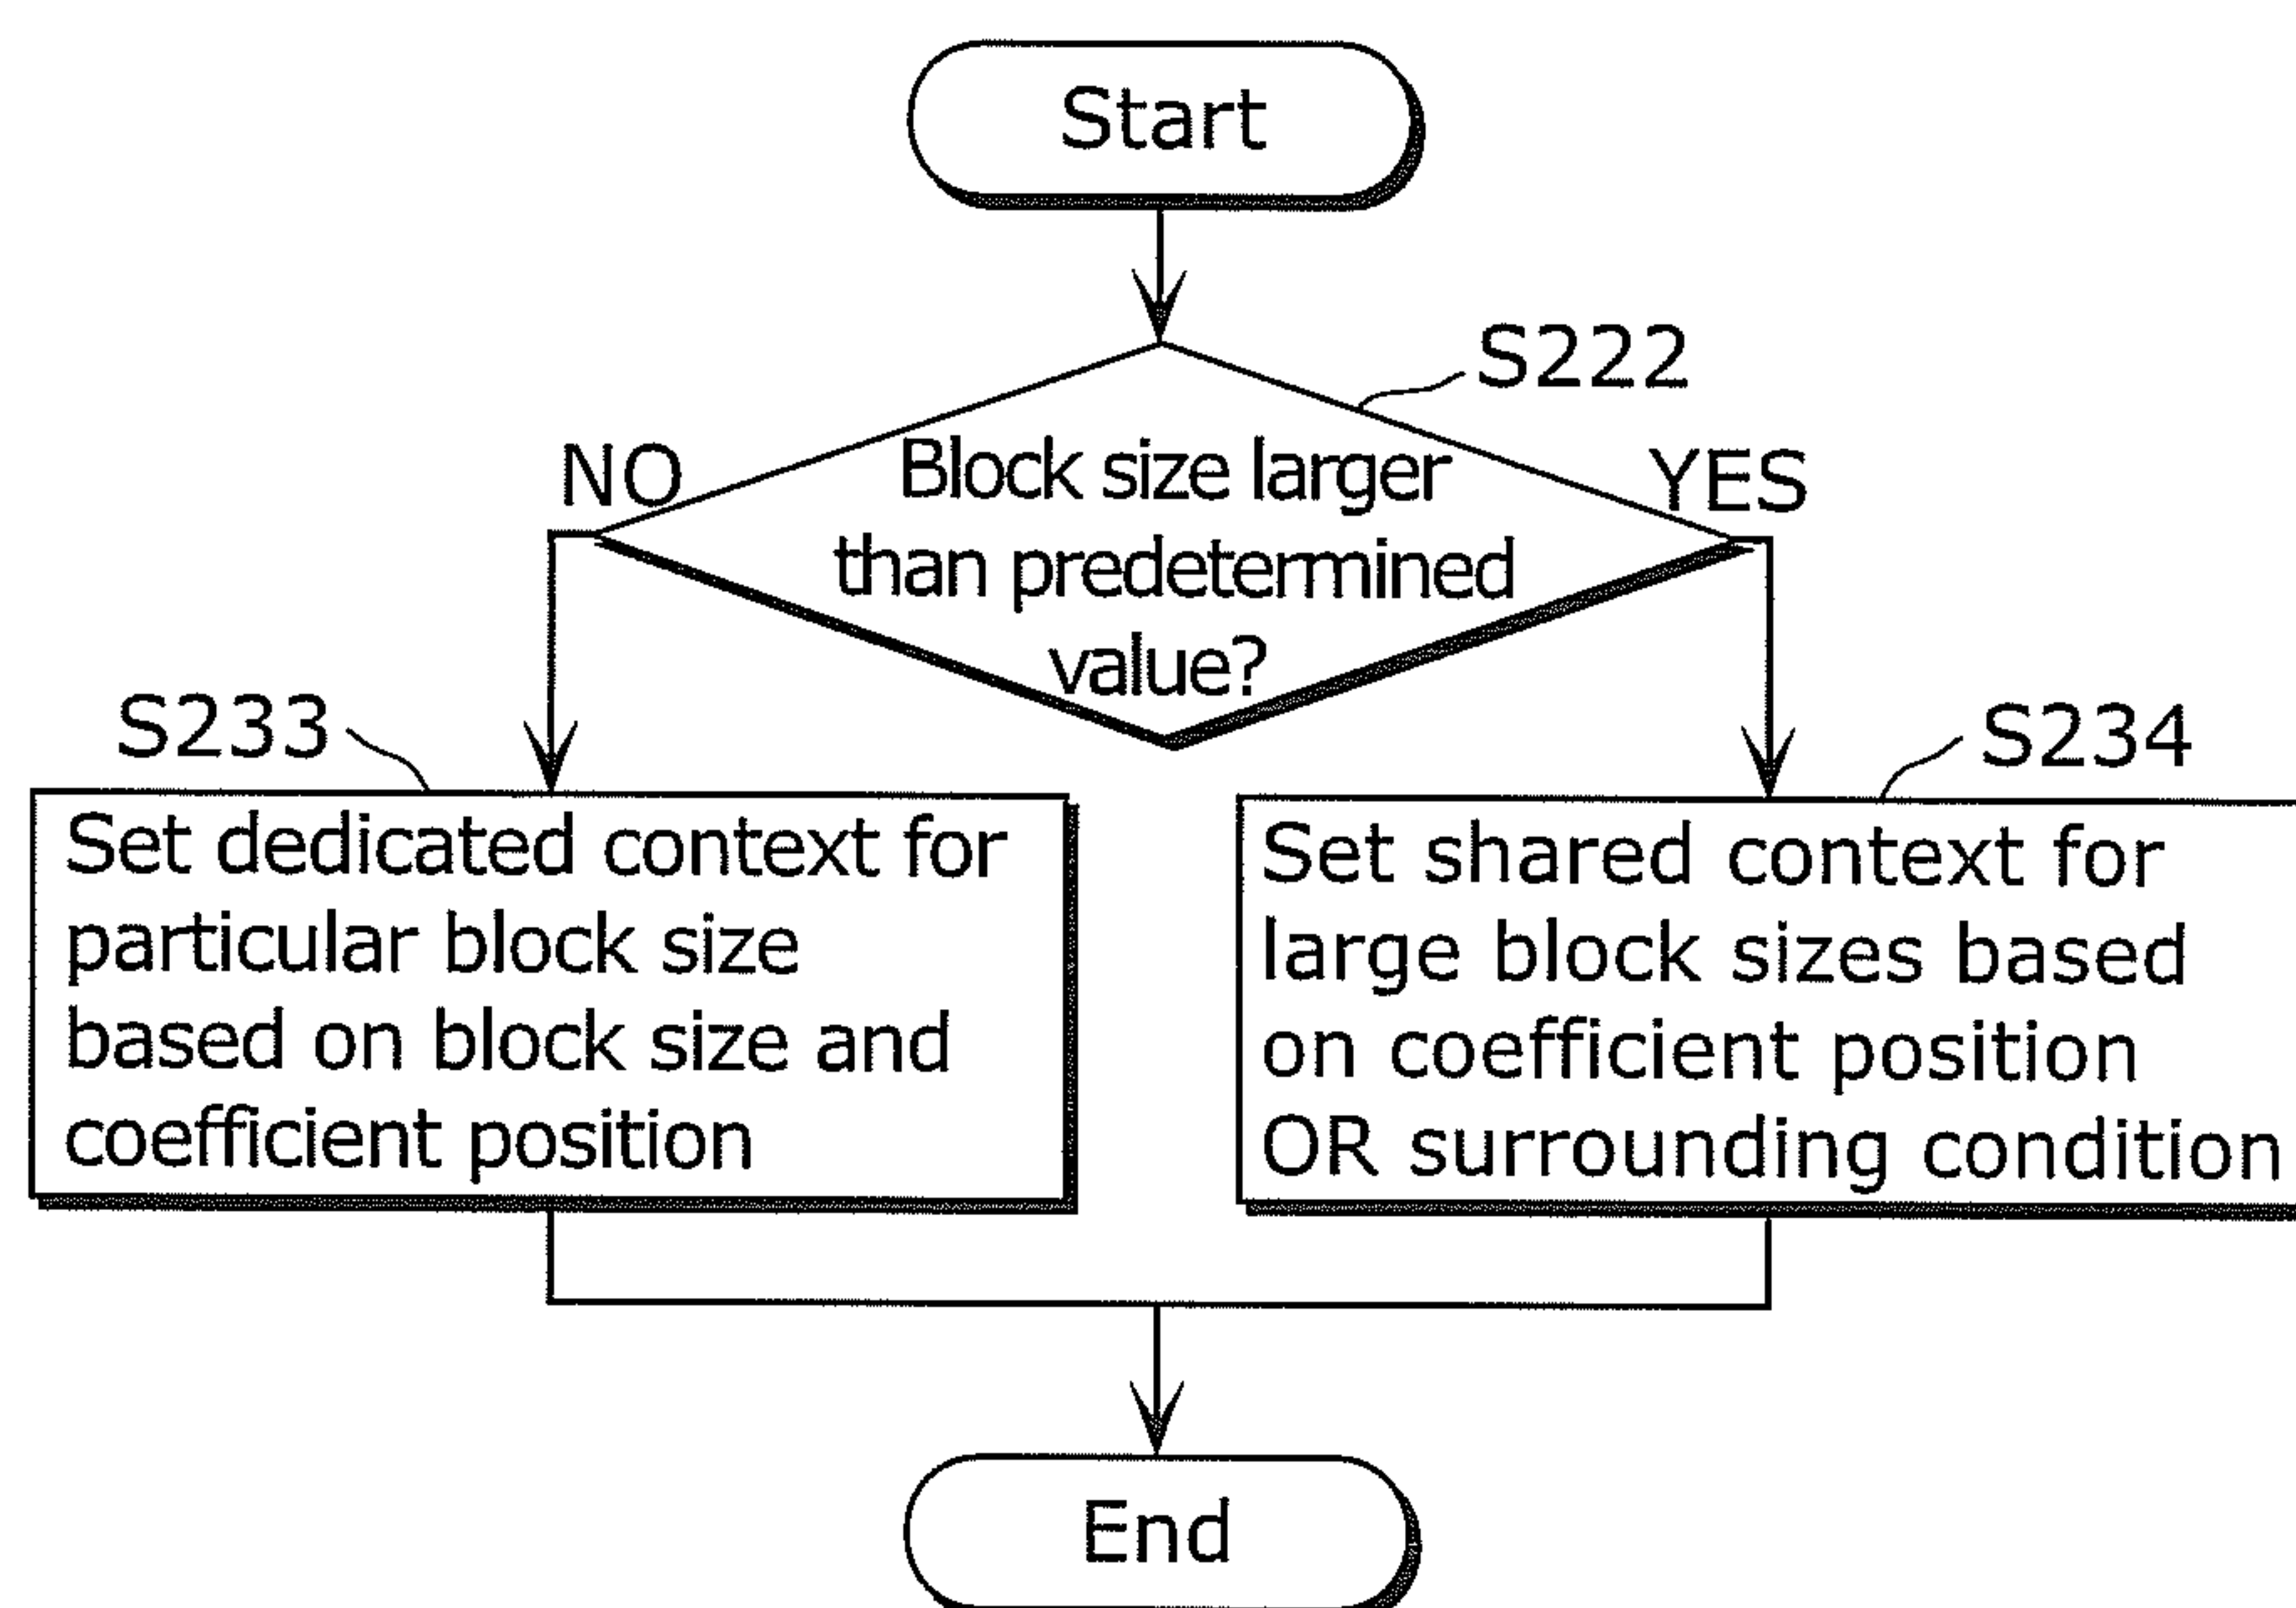 Start
S222
NO
YES
Block size larger
than predetermined
value?
S233
S234
Set dedicated context for
particular block size
based on block size and
coefficient position
Set shared context for
large block sizes based
on coefficient position
OR surrounding condition
End